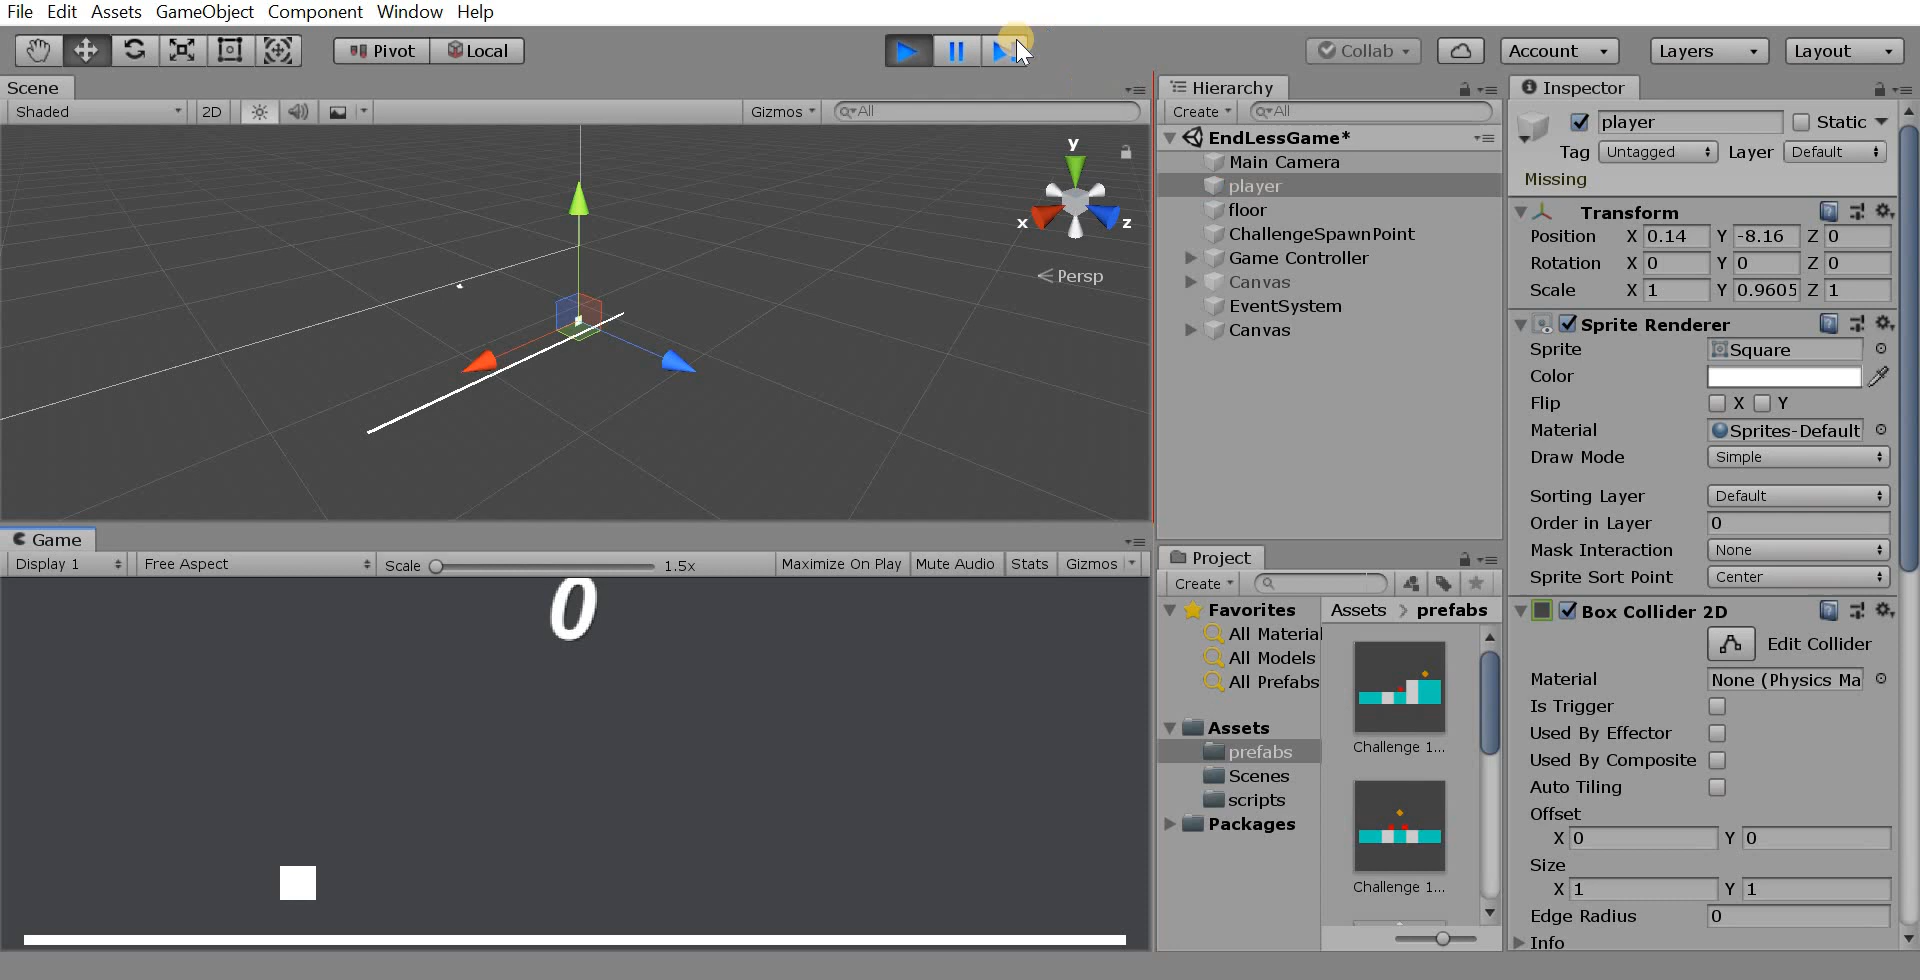 File Edit Assets GameObject Component Window Help
Pivot Local Collab Account Layers Layout
Scene
Shaded 2D Gizmos All
y
x z
Persp
Game
Display 1 Free Aspect Scale 1.5x Maximize On Play Mute Audio Stats Gizmos
0
Hierarchy
Create All
EndLessGame*
Main Camera
player
floor
ChallengeSpawnPoint
Game Controller
Canvas
EventSystem
Canvas
Project
Create
Favorites
All Material
All Models
All Prefabs
Assets
prefabs
Scenes
scripts
Packages
Assets > prefabs
Challenge 1...
Challenge 1...
Inspector
player Static
Tag Untagged Layer Default
Missing
Transform
Position X 0.14 Y -8.16 Z 0
Rotation X 0 Y 0 Z 0
Scale X 1 Y 0.9605 Z 1
Sprite Renderer
Sprite Square
Color
Flip X Y
Material Sprites-Default
Draw Mode Simple
Sorting Layer Default
Order in Layer 0
Mask Interaction None
Sprite Sort Point Center
Box Collider 2D
Edit Collider
Material None (Physics Ma
Is Trigger
Used By Effector
Used By Composite
Auto Tiling
Offset
X 0 Y 0
Size
X 1 Y 1
Edge Radius 0
Info